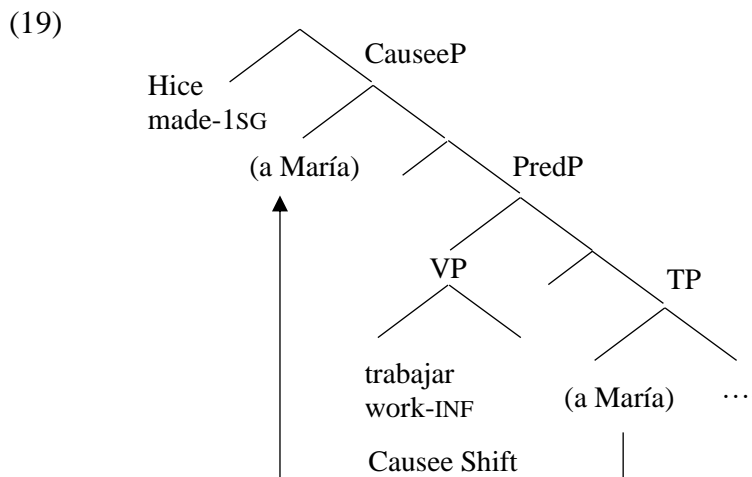 (19)
CauseeP
Hice
made-1SG
(a María)
PredP
VP
TP
trabajar
work-INF
(a María)
…
Causee Shift